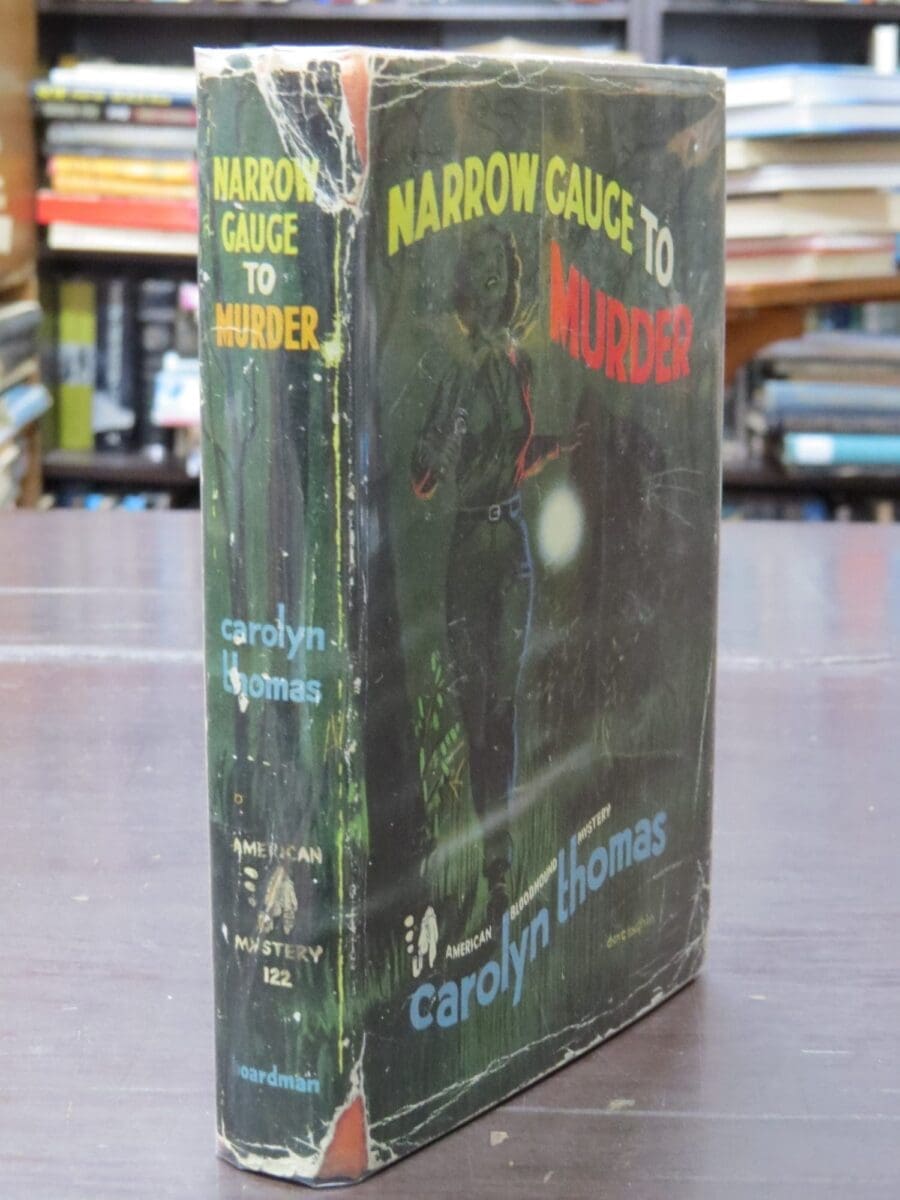 NARROW
GAUGE
TO
MURDER
carolyn
thomas
AMERICAN
MYSTERY
122
boardman
NARROW GAUGE TO
MURDER
AMERICAN BLOODHOUND MYSTERY
carolyn thomas